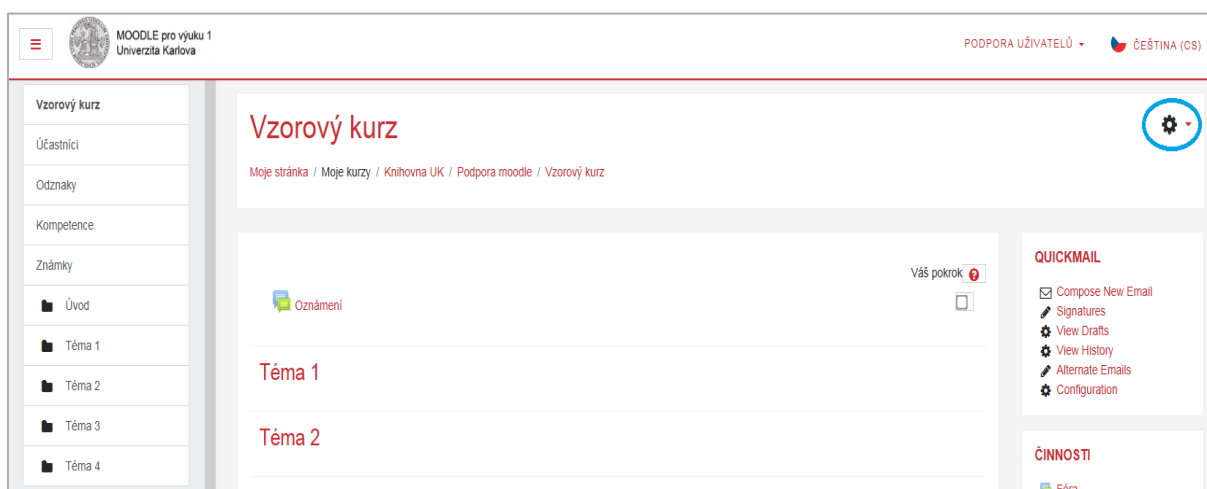 MOODLE pro výuku 1
Univerzita Karlova
PODPORA UŽIVATELŮ
ČEŠTINA (CS)
Vzorový kurz
Účastníci
Odznaky
Kompetence
Známky
Úvod
Téma 1
Téma 2
Téma 3
Téma 4
Vzorový kurz
Moje stránka / Moje kurzy / Knihovna UK / Podpora moodle / Vzorový kurz
Váš pokrok
Oznámení
Téma 1
Téma 2
QUICKMAIL
Compose New Email
Signatures
View Drafts
View History
Alternate Emails
Configuration
ČINNOSTI
Fóra